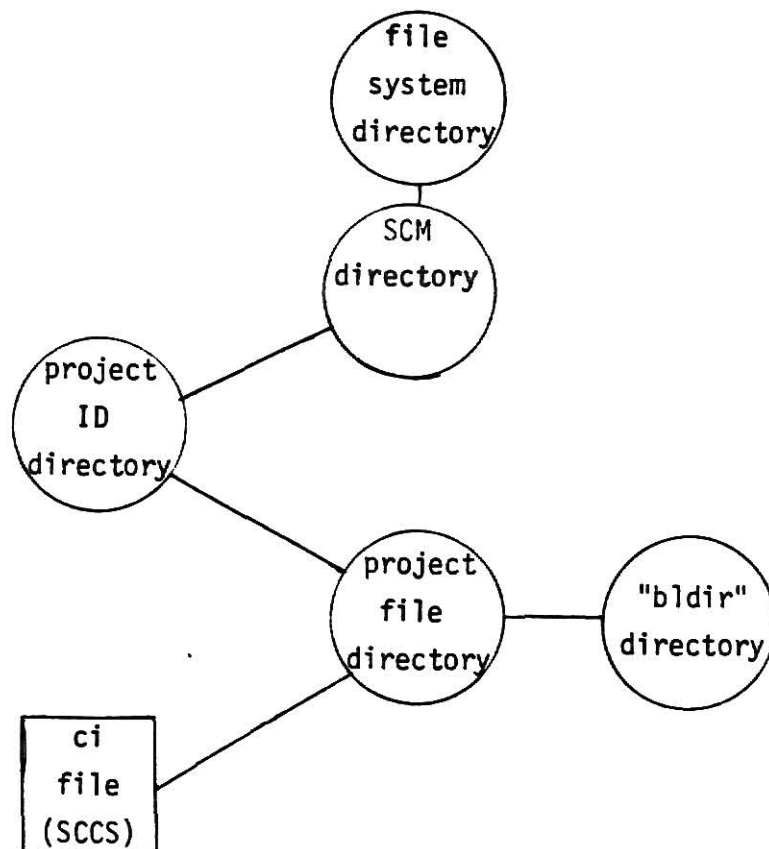 file
system
directory
SCM
directory
project
ID
directory
project
file
directory
"bldir"
directory
ci
file
(SCCS)